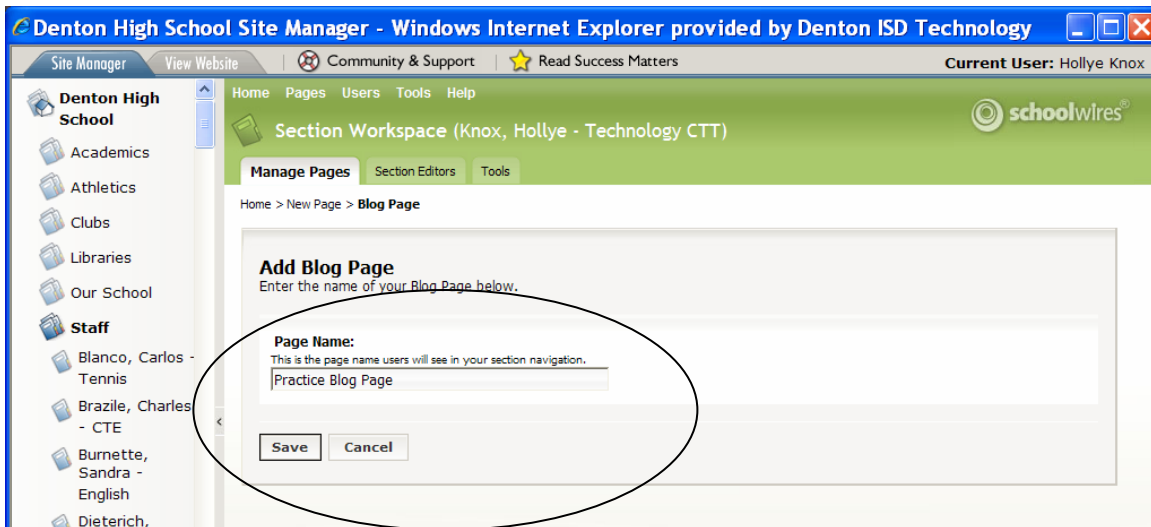 Denton High School Site Manager - Windows Internet Explorer provided by Denton ISD Technology
Site Manager View Website Community & Support Read Success Matters Current User: Hollye Knox
Denton High
School
Academics
Athletics
Clubs
Libraries
Our School
Staff
Blanco, Carlos -
Tennis
Brazile, Charles
- CTE
Burnette,
Sandra -
English
Dieterich,
Home Pages Users Tools Help
Section Workspace (Knox, Hollye - Technology CTT)
schoolwires®
Manage Pages Section Editors Tools
Home > New Page > Blog Page
Add Blog Page
Enter the name of your Blog Page below.
Page Name:
This is the page name users will see in your section navigation.
Practice Blog Page
Save Cancel